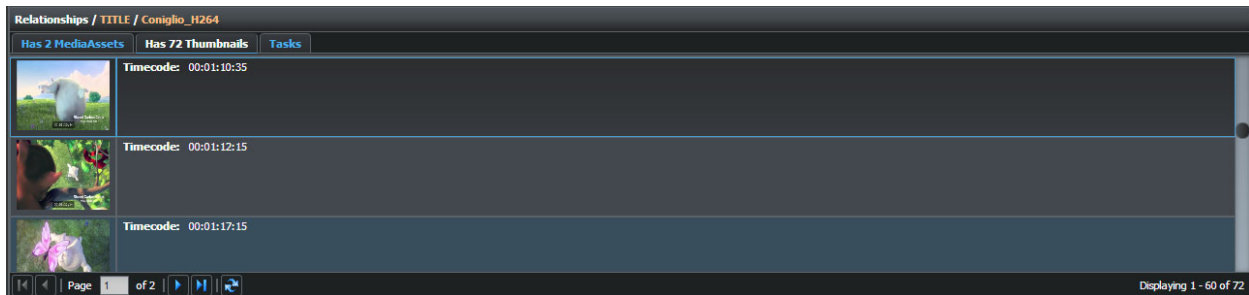 Relationships / TITLE / Coniglio_H264
Has 2 MediaAssets Has 72 Thumbnails Tasks
Timecode: 00:01:10:35
Timecode: 00:01:12:15
Timecode: 00:01:17:15
Page 1 of 2 Displaying 1 - 60 of 72